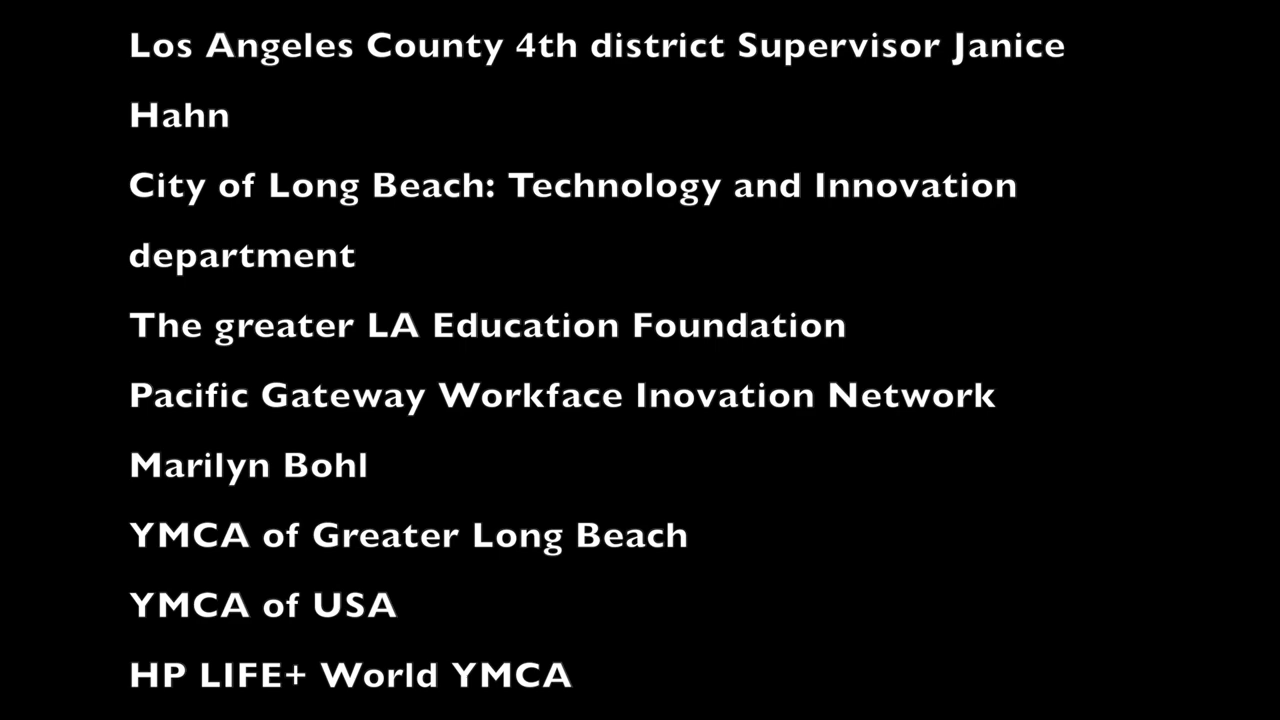 Los Angeles County 4th district Supervisor Janice
Hahn
City of Long Beach: Technology and Innovation
department
The greater LA Education Foundation
Pacific Gateway Workface Inovation Network
Marilyn Bohl
YMCA of Greater Long Beach
YMCA of USA
HP LIFE+ World YMCA